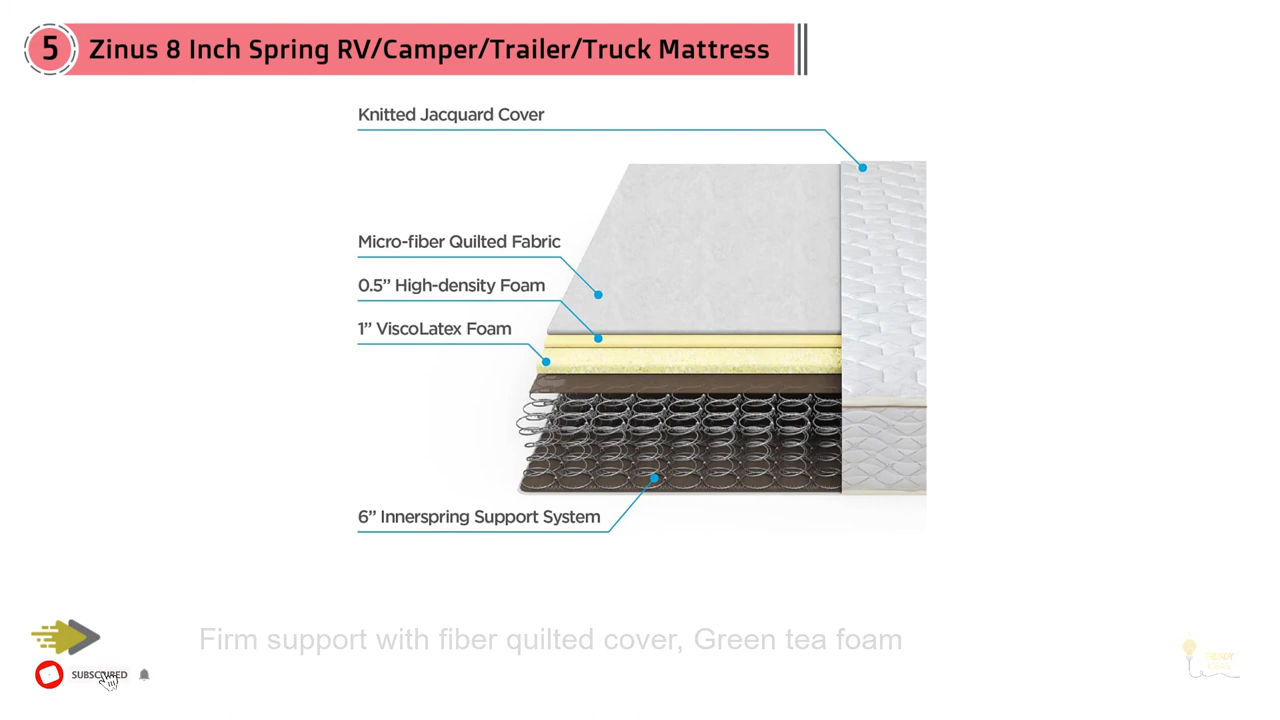 5 Zinus 8 Inch Spring RV/Camper/Trailer/Truck Mattress
Knitted Jacquard Cover
Micro-fiber Quilted Fabric
0.5” High-density Foam
1” ViscoLatex Foam
6” Innerspring Support System
Firm support with fiber quilted cover, Green tea foam
SUBSCRIBED